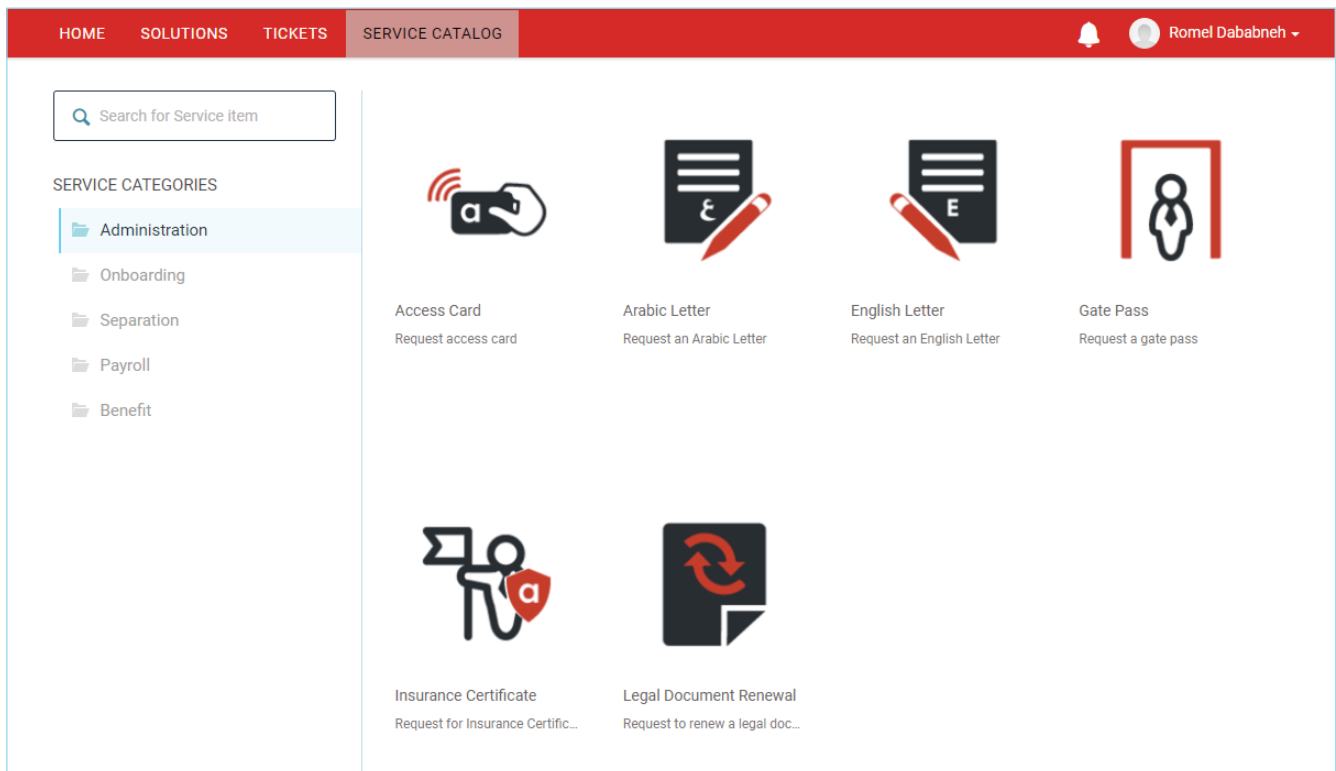 HOME SOLUTIONS TICKETS SERVICE CATALOG Romel Dababneh
Search for Service item
SERVICE CATEGORIES
Administration
Onboarding
Separation
Payroll
Benefit
a
ع
E
Access Card
Arabic Letter
English Letter
Gate Pass
Request access card
Request an Arabic Letter
Request an English Letter
Request a gate pass
a
Insurance Certificate
Legal Document Renewal
Request for Insurance Certific...
Request to renew a legal doc...